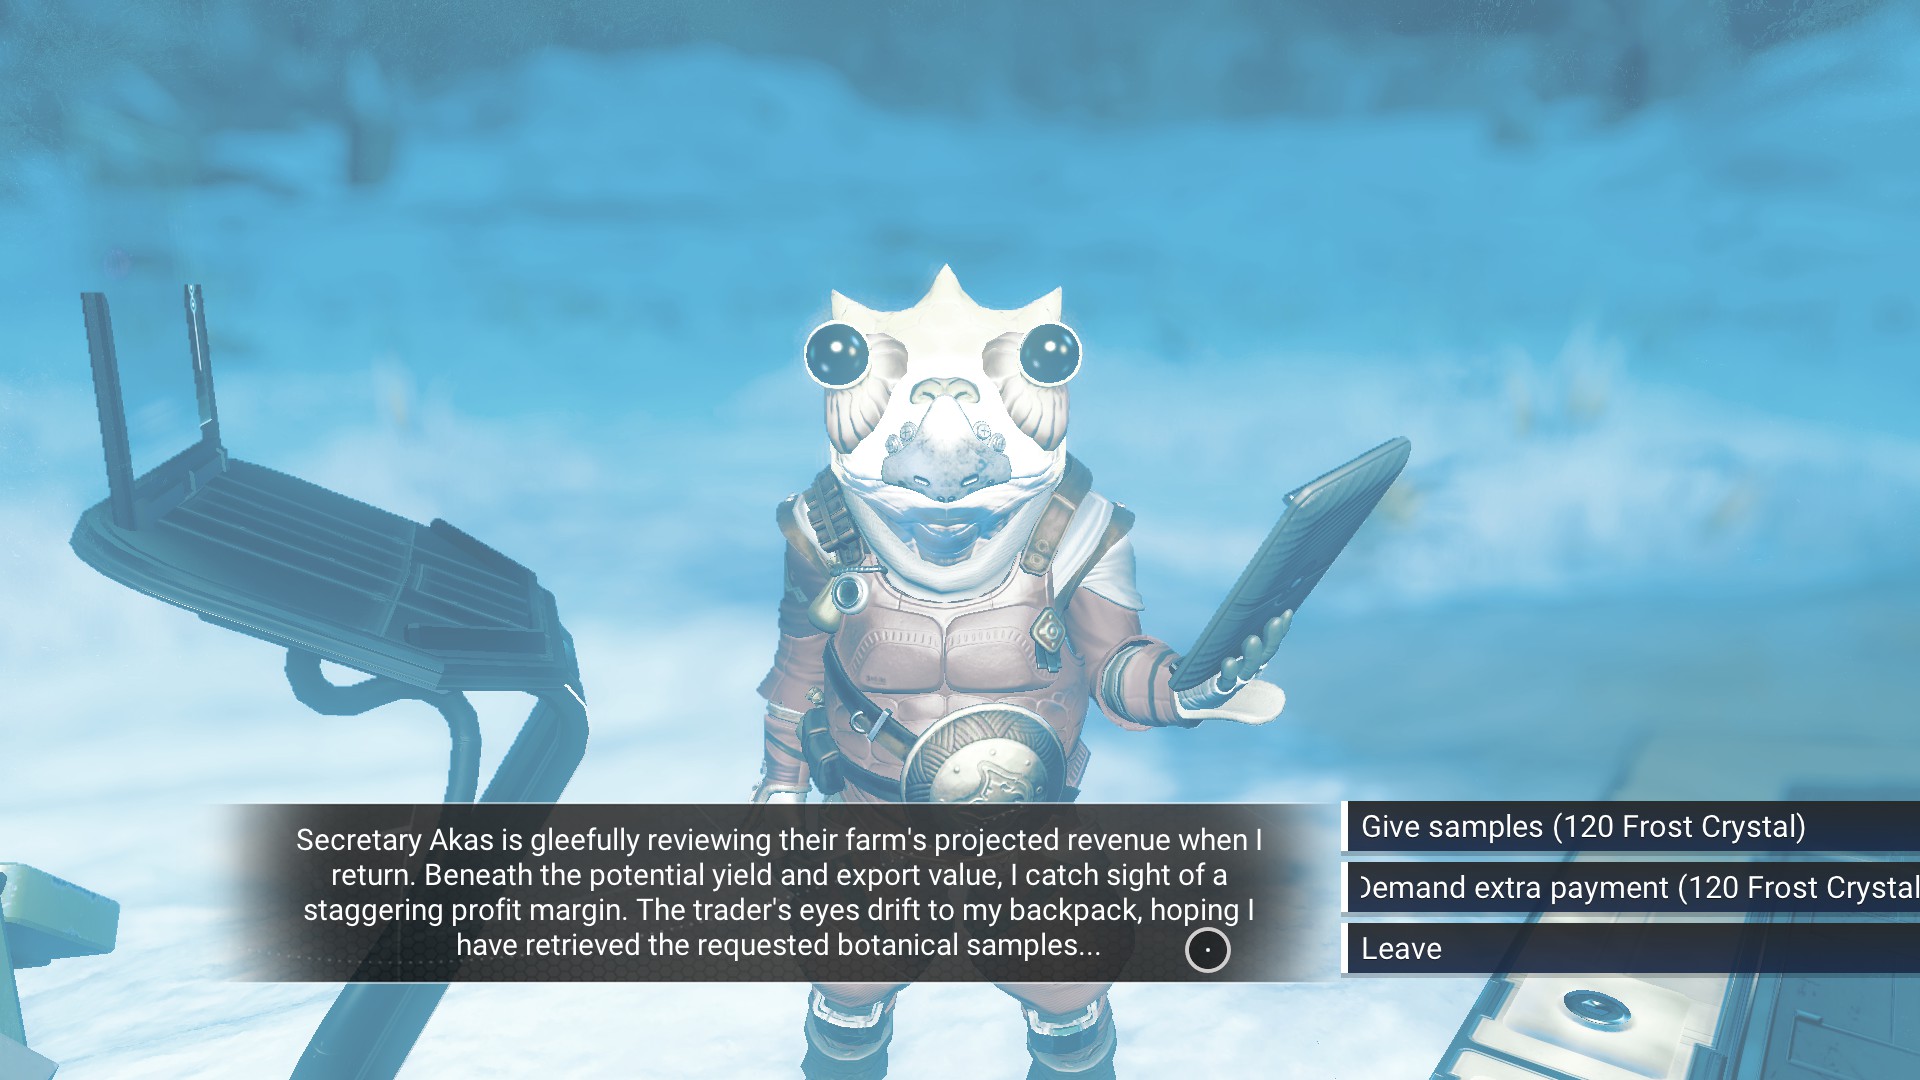 Secretary Akas is gleefully reviewing their farm's projected revenue when I
return. Beneath the potential yield and export value, I catch sight of a
staggering profit margin. The trader's eyes drift to my backpack, hoping I
have retrieved the requested botanical samples...
Give samples (120 Frost Crystal)
Demand extra payment (120 Frost Crystal
Leave